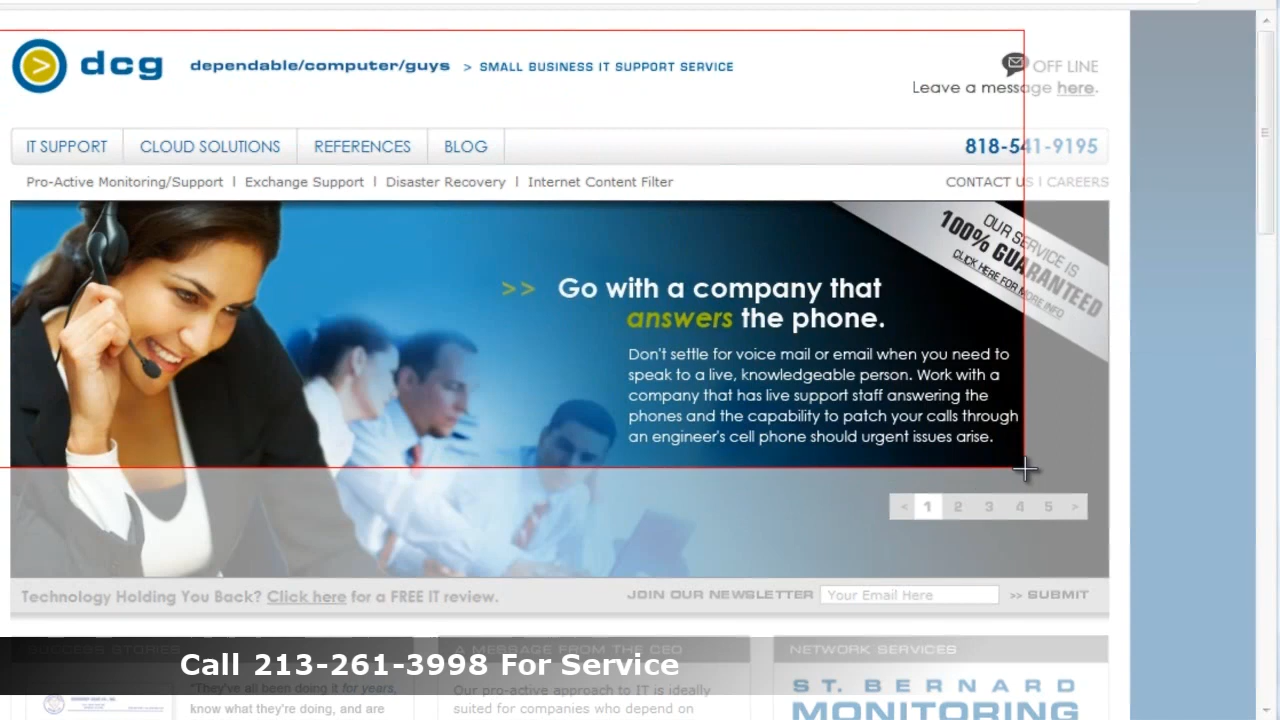 dcg dependable/computer/guys > SMALL BUSINESS IT SUPPORT SERVICE
OFF LINE
Leave a message here.
IT SUPPORT CLOUD SOLUTIONS REFERENCES BLOG 818-541-9195
Pro-Active Monitoring/Support | Exchange Support | Disaster Recovery | Internet Content Filter CONTACT US | CAREERS
OUR SERVICE IS
100% GUARANTEED
CLICK HERE FOR MORE INFO
>> Go with a company that
answers the phone.
Don't settle for voice mail or email when you need to
speak to a live, knowledgeable person. Work with a
company that has live support staff answering the
phones and the capability to patch your calls through
an engineer's cell phone should urgent issues arise.
< 1 2 3 4 5 >
Technology Holding You Back? Click here for a FREE IT review. JOIN OUR NEWSLETTER Your Email Here >> SUBMIT
SUCCESS STORIES A MESSAGE FROM THE CEO NETWORK SERVICES
Call 213-261-3998 For Service
"They've all been doing it for years,
know what they're doing, and are
Our pro-active approach to IT is ideally
suited for companies who depend on
ST. BERNARD
MONITORING